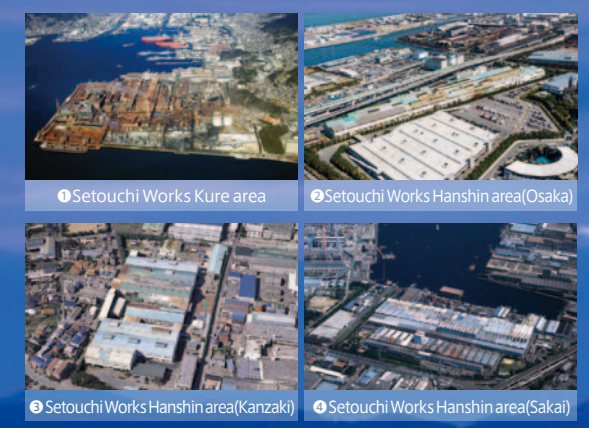 ❶Setouchi Works Kure area
❷Setouchi Works Hanshin area(Osaka)
❸Setouchi Works Hanshin area(Kanzaki)
❹Setouchi Works Hanshin area(Sakai)